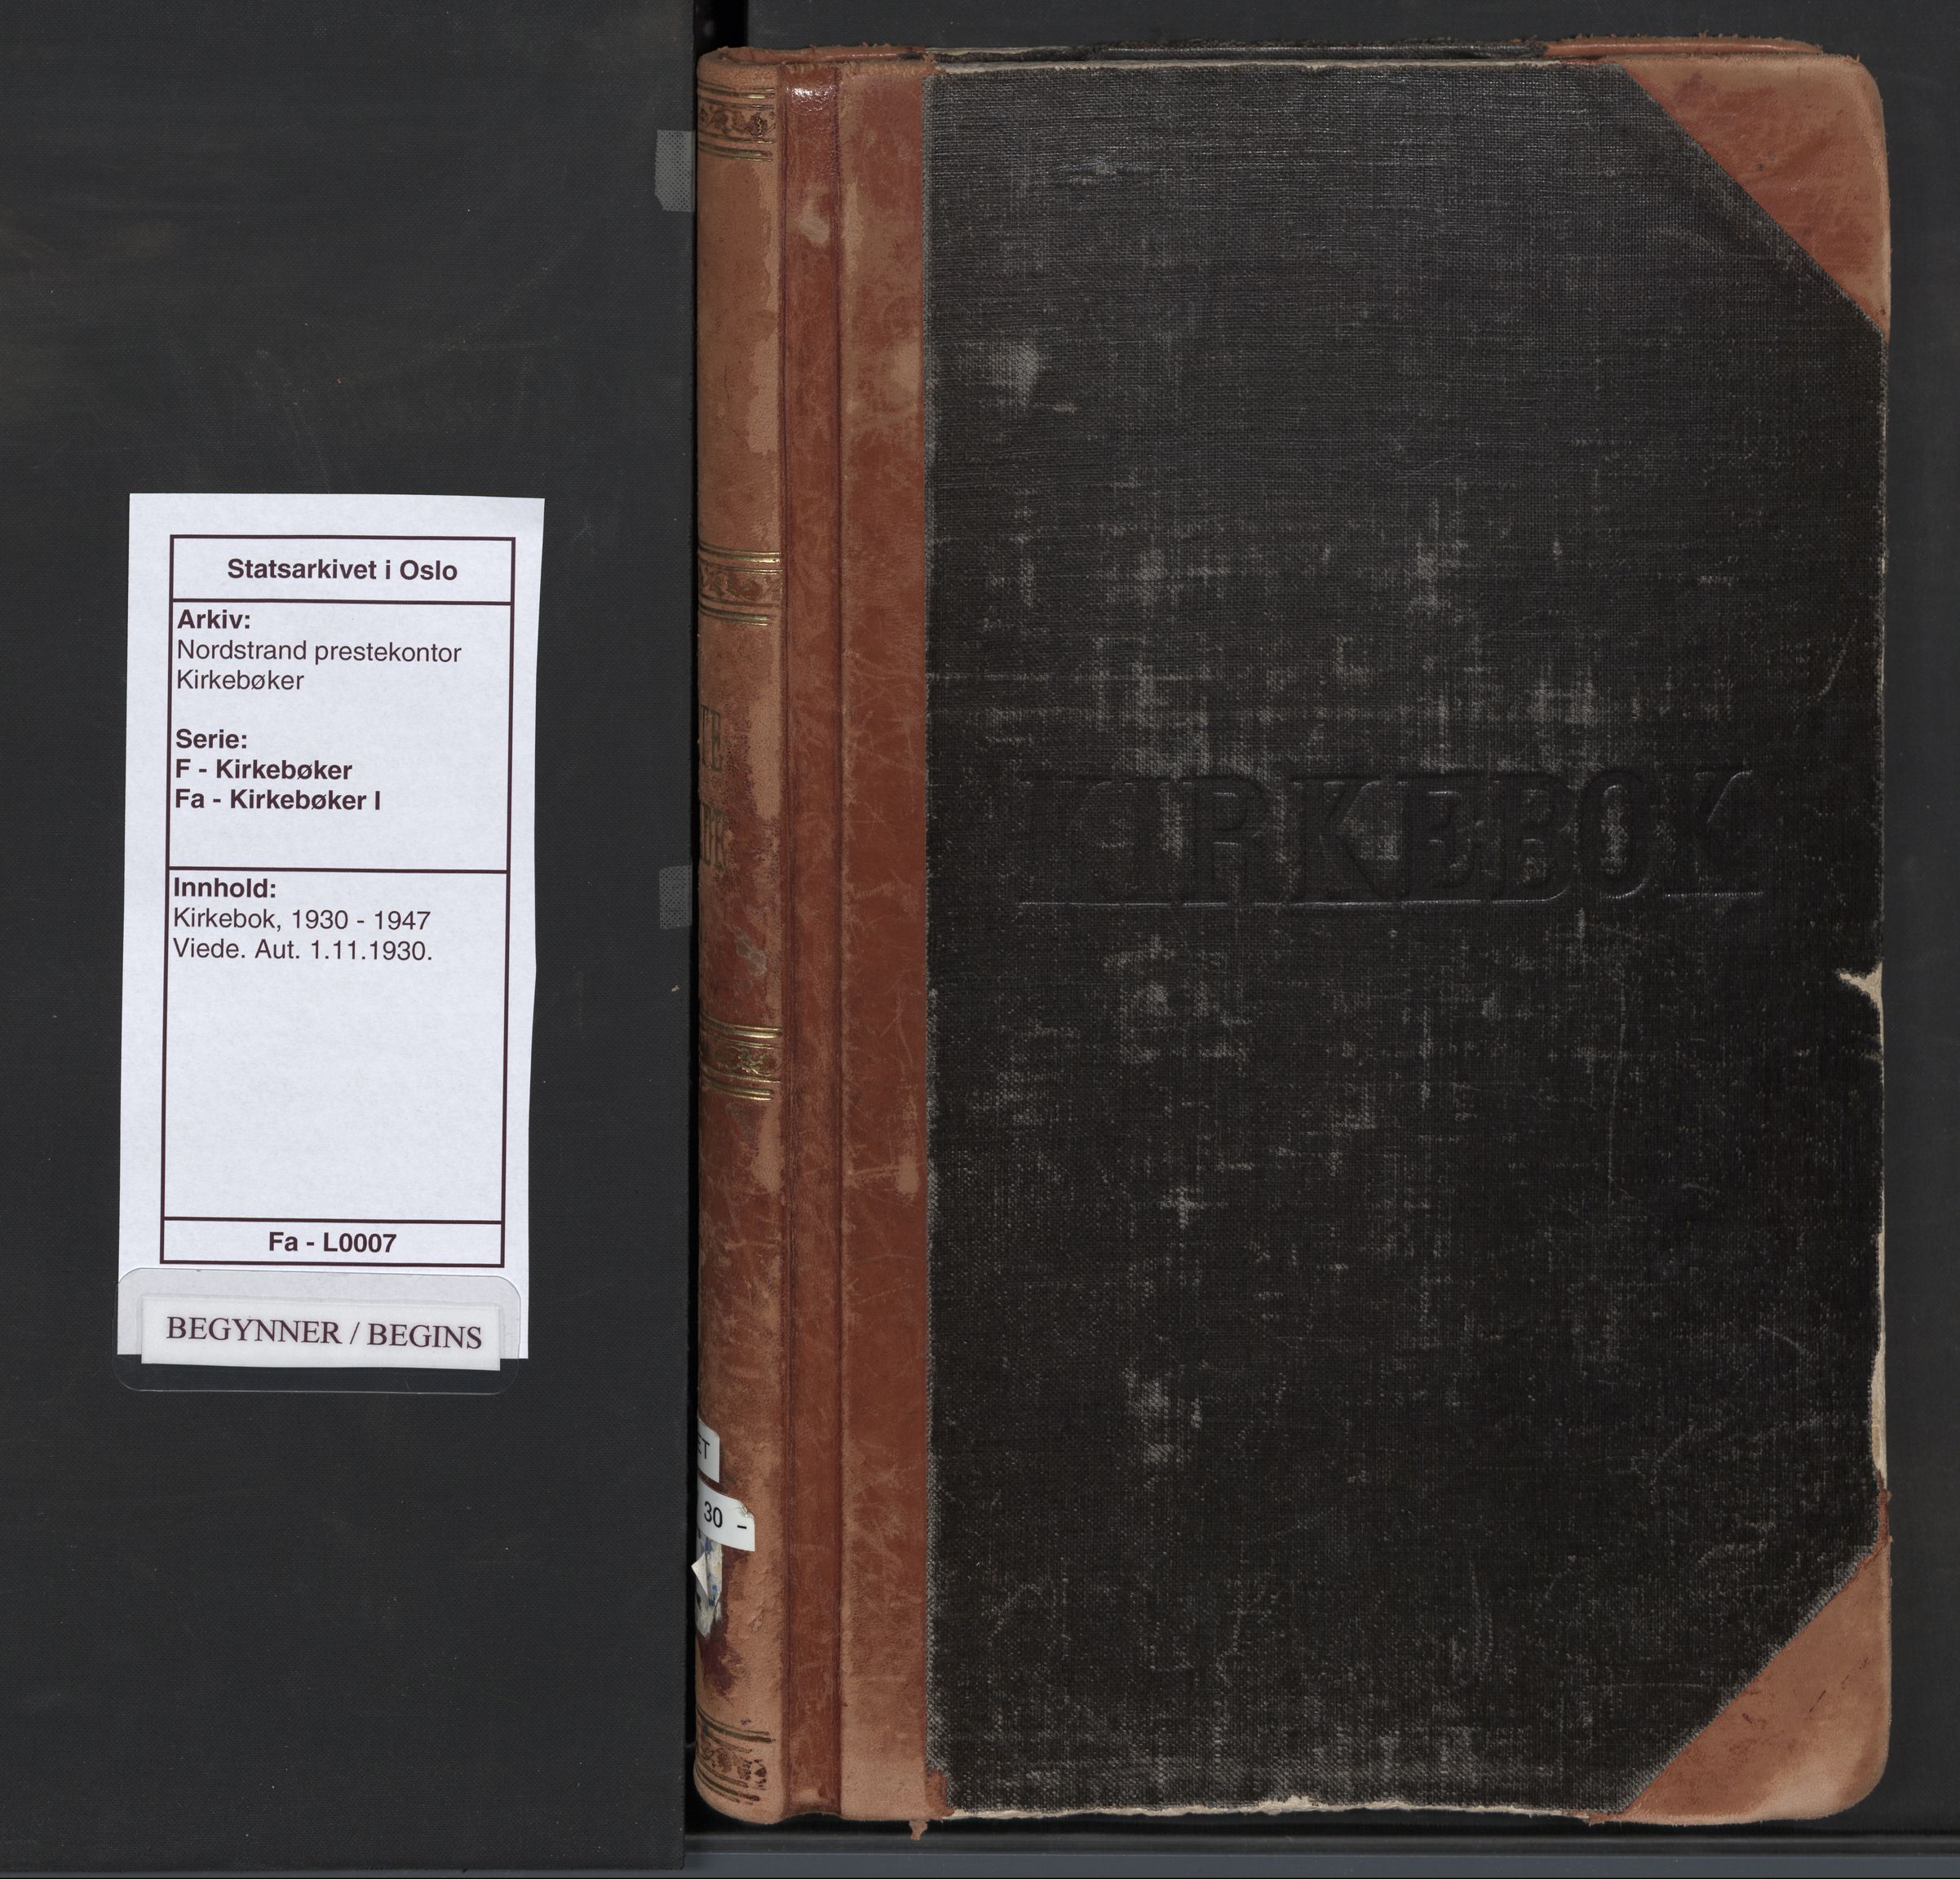 Statsarkivet i Oslo
Arkiv:
Nordstrand prestekontor
Kirkebøker
Serie:
F - Kirkebøker
Fa - Kirkebøker I
Innhold:
Kirkebok, 1930 - 1947
Viede. Aut. 1.11.1930.
Fa - L0007
BEGYNNER / BEGINS
KIRKEBOK
30 -